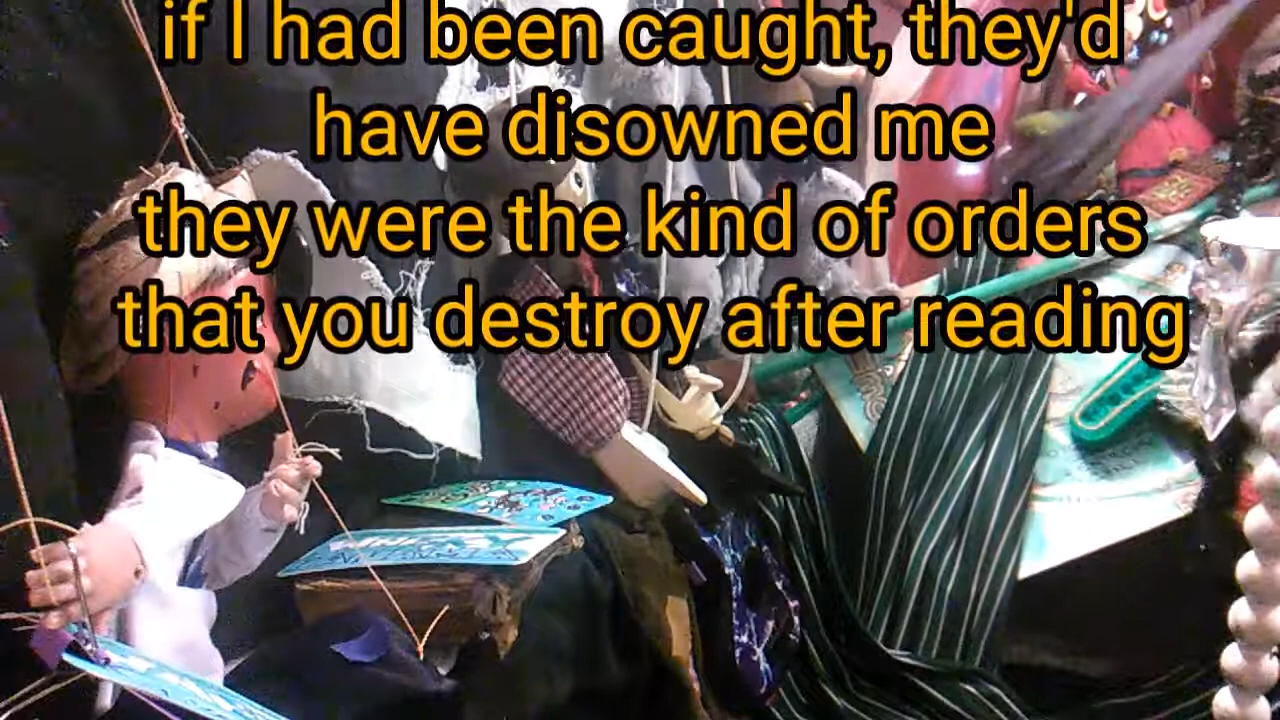 if I had been caught, they'd
have disowned me
they were the kind of orders
that you destroy after reading